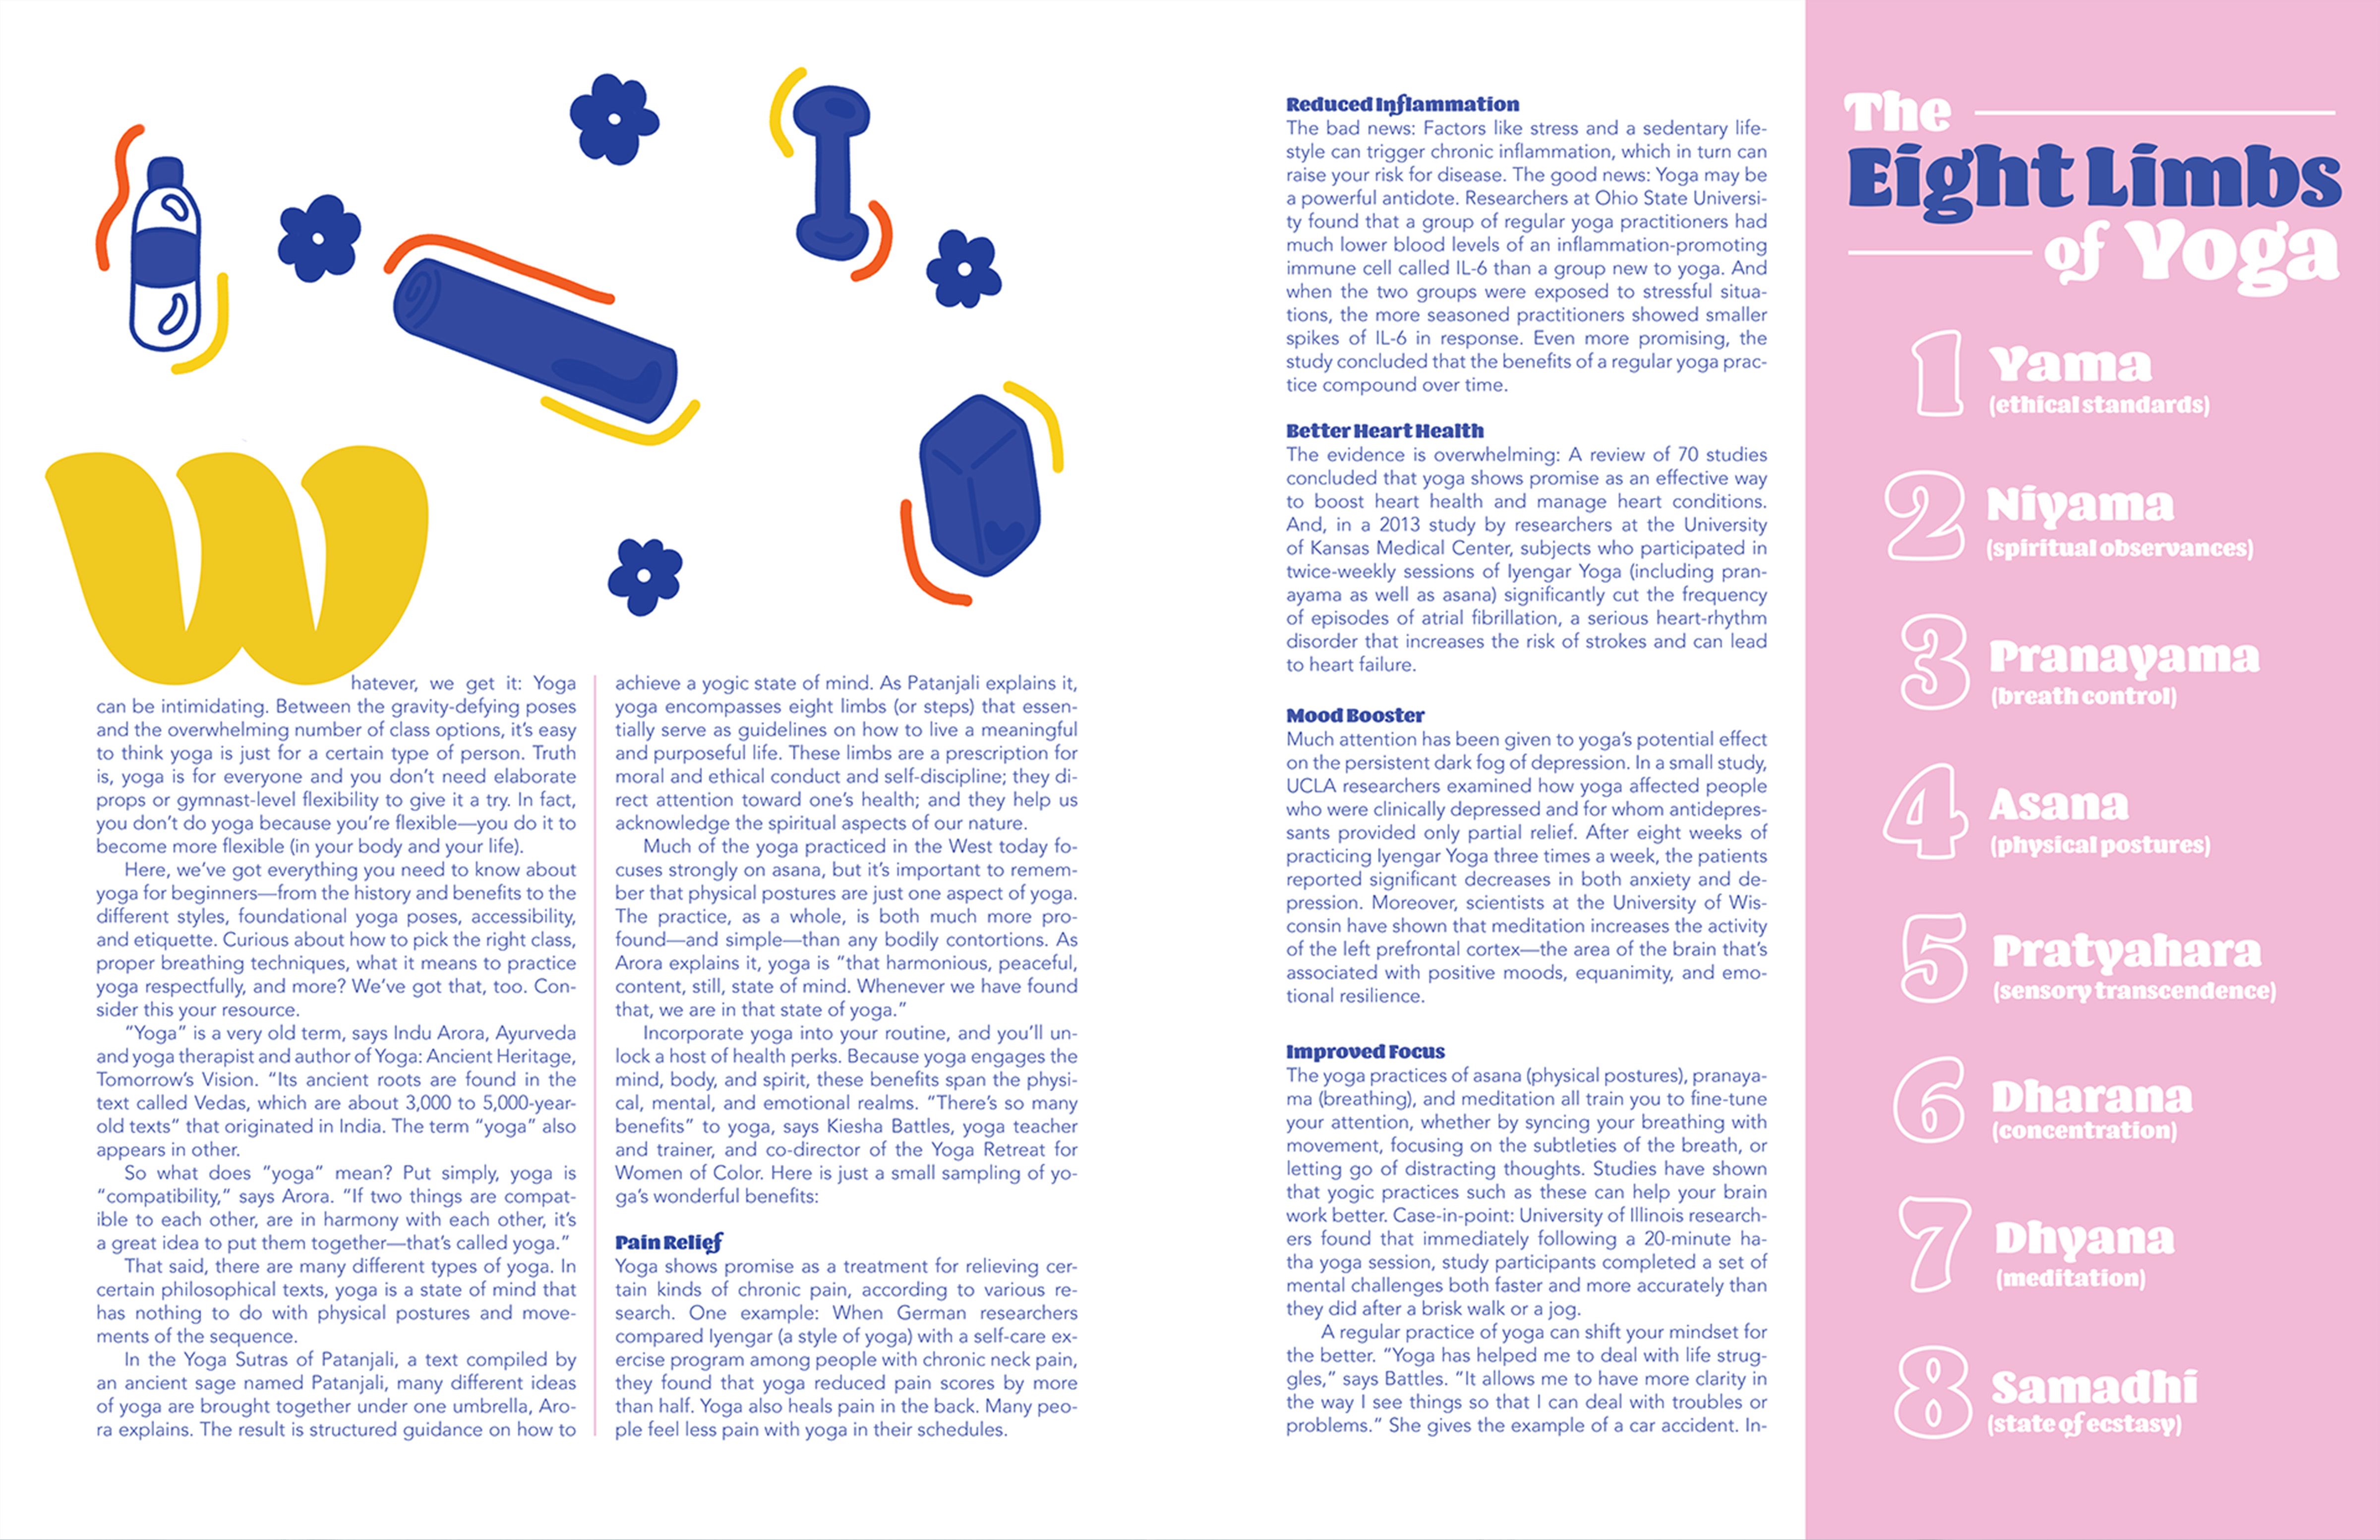 W
hatever, we get it: Yoga
can be intimidating. Between the gravity-defying poses
and the overwhelming number of class options, it’s easy
to think yoga is just for a certain type of person. Truth
is, yoga is for everyone and you don’t need elaborate
props or gymnast-level flexibility to give it a try. In fact,
you don’t do yoga because you’re flexible—you do it to
become more flexible (in your body and your life).
Here, we’ve got everything you need to know about
yoga for beginners—from the history and benefits to the
different styles, foundational yoga poses, accessibility,
and etiquette. Curious about how to pick the right class,
proper breathing techniques, what it means to practice
yoga respectfully, and more? We’ve got that, too. Con-
sider this your resource.
“Yoga” is a very old term, says Indu Arora, Ayurveda
and yoga therapist and author of Yoga: Ancient Heritage,
Tomorrow’s Vision. “Its ancient roots are found in the
text called Vedas, which are about 3,000 to 5,000-year-
old texts” that originated in India. The term “yoga” also
appears in other.
So what does “yoga” mean? Put simply, yoga is
“compatibility,” says Arora. “If two things are compat-
ible to each other, are in harmony with each other, it’s
a great idea to put them together—that’s called yoga.”
That said, there are many different types of yoga. In
certain philosophical texts, yoga is a state of mind that
has nothing to do with physical postures and move-
ments of the sequence.
In the Yoga Sutras of Patanjali, a text compiled by
an ancient sage named Patanjali, many different ideas
of yoga are brought together under one umbrella, Aro-
ra explains. The result is structured guidance on how to
achieve a yogic state of mind. As Patanjali explains it,
yoga encompasses eight limbs (or steps) that essen-
tially serve as guidelines on how to live a meaningful
and purposeful life. These limbs are a prescription for
moral and ethical conduct and self-discipline; they di-
rect attention toward one’s health; and they help us
acknowledge the spiritual aspects of our nature.
Much of the yoga practiced in the West today fo-
cuses strongly on asana, but it’s important to remem-
ber that physical postures are just one aspect of yoga.
The practice, as a whole, is both much more pro-
found—and simple—than any bodily contortions. As
Arora explains it, yoga is “that harmonious, peaceful,
content, still, state of mind. Whenever we have found
that, we are in that state of yoga.”
Incorporate yoga into your routine, and you’ll un-
lock a host of health perks. Because yoga engages the
mind, body, and spirit, these benefits span the physi-
cal, mental, and emotional realms. “There’s so many
benefits” to yoga, says Kiesha Battles, yoga teacher
and trainer, and co-director of the Yoga Retreat for
Women of Color. Here is just a small sampling of yo-
ga’s wonderful benefits:
Pain Relief
Yoga shows promise as a treatment for relieving cer-
tain kinds of chronic pain, according to various re-
search. One example: When German researchers
compared Iyengar (a style of yoga) with a self-care ex-
ercise program among people with chronic neck pain,
they found that yoga reduced pain scores by more
than half. Yoga also heals pain in the back. Many peo-
ple feel less pain with yoga in their schedules.
Reduced Inflammation
The bad news: Factors like stress and a sedentary life-
style can trigger chronic inflammation, which in turn can
raise your risk for disease. The good news: Yoga may be
a powerful antidote. Researchers at Ohio State Universi-
ty found that a group of regular yoga practitioners had
much lower blood levels of an inflammation-promoting
immune cell called IL-6 than a group new to yoga. And
when the two groups were exposed to stressful situa-
tions, the more seasoned practitioners showed smaller
spikes of IL-6 in response. Even more promising, the
study concluded that the benefits of a regular yoga prac-
tice compound over time.
Better Heart Health
The evidence is overwhelming: A review of 70 studies
concluded that yoga shows promise as an effective way
to boost heart health and manage heart conditions.
And, in a 2013 study by researchers at the University
of Kansas Medical Center, subjects who participated in
twice-weekly sessions of Iyengar Yoga (including pran-
ayama as well as asana) significantly cut the frequency
of episodes of atrial fibrillation, a serious heart-rhythm
disorder that increases the risk of strokes and can lead
to heart failure.
Mood Booster
Much attention has been given to yoga’s potential effect
on the persistent dark fog of depression. In a small study,
UCLA researchers examined how yoga affected people
who were clinically depressed and for whom antidepres-
sants provided only partial relief. After eight weeks of
practicing Iyengar Yoga three times a week, the patients
reported significant decreases in both anxiety and de-
pression. Moreover, scientists at the University of Wis-
consin have shown that meditation increases the activity
of the left prefrontal cortex—the area of the brain that’s
associated with positive moods, equanimity, and emo-
tional resilience.
Improved Focus
The yoga practices of asana (physical postures), pranaya-
ma (breathing), and meditation all train you to fine-tune
your attention, whether by syncing your breathing with
movement, focusing on the subtleties of the breath, or
letting go of distracting thoughts. Studies have shown
that yogic practices such as these can help your brain
work better. Case-in-point: University of Illinois research-
ers found that immediately following a 20-minute ha-
tha yoga session, study participants completed a set of
mental challenges both faster and more accurately than
they did after a brisk walk or a jog.
A regular practice of yoga can shift your mindset for
the better. “Yoga has helped me to deal with life strug-
gles,” says Battles. “It allows me to have more clarity in
the way I see things so that I can deal with troubles or
problems.” She gives the example of a car accident. In-
The
Eight Limbs
of Yoga
1 Yama
(ethical standards)
2 Niyama
(spiritual observances)
3 Pranayama
(breath control)
4 Asana
(physical postures)
5 Pratyahara
(sensory transcendence)
6 Dharana
(concentration)
7 Dhyana
(meditation)
8 Samadhi
(state of ecstasy)